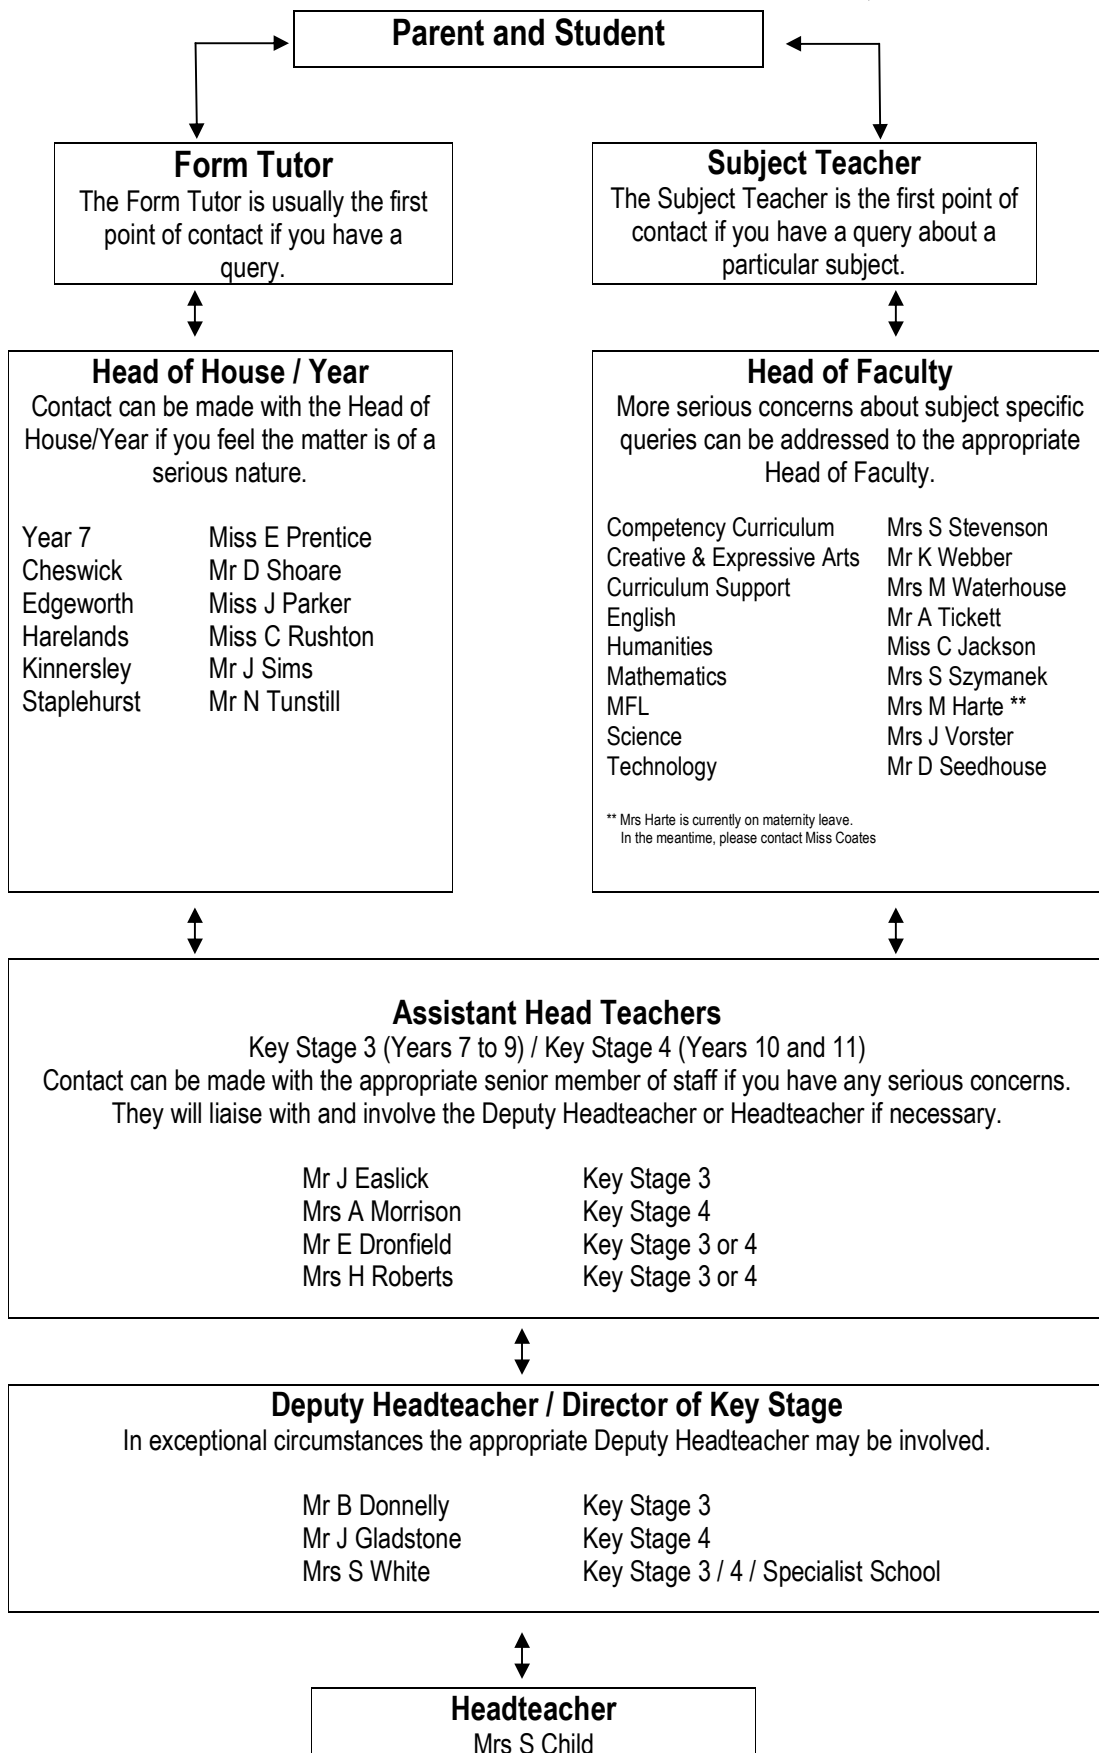 Parent and Student
Form Tutor
The Form Tutor is usually the first
point of contact if you have a
query.
Subject Teacher
The Subject Teacher is the first point of
contact if you have a query about a
particular subject.
Head of House / Year
Contact can be made with the Head of
House/Year if you feel the matter is of a
serious nature.
Year 7 Miss E Prentice
Cheswick Mr D Shoare
Edgeworth Miss J Parker
Harelands Miss C Rushton
Kinnersley Mr J Sims
Staplehurst Mr N Tunstill
Head of Faculty
More serious concerns about subject specific
queries can be addressed to the appropriate
Head of Faculty.
Competency Curriculum Mrs S Stevenson
Creative & Expressive Arts Mr K Webber
Curriculum Support Mrs M Waterhouse
English Mr A Tickett
Humanities Miss C Jackson
Mathematics Mrs S Szymanek
MFL Mrs M Harte **
Science Mrs J Vorster
Technology Mr D Seedhouse
** Mrs Harte is currently on maternity leave.
In the meantime, please contact Miss Coates
Assistant Head Teachers
Key Stage 3 (Years 7 to 9) / Key Stage 4 (Years 10 and 11)
Contact can be made with the appropriate senior member of staff if you have any serious concerns.
They will liaise with and involve the Deputy Headteacher or Headteacher if necessary.
Mr J Easlick Key Stage 3
Mrs A Morrison Key Stage 4
Mr E Dronfield Key Stage 3 or 4
Mrs H Roberts Key Stage 3 or 4
Deputy Headteacher / Director of Key Stage
In exceptional circumstances the appropriate Deputy Headteacher may be involved.
Mr B Donnelly Key Stage 3
Mr J Gladstone Key Stage 4
Mrs S White Key Stage 3 / 4 / Specialist School
Headteacher
Mrs S Child